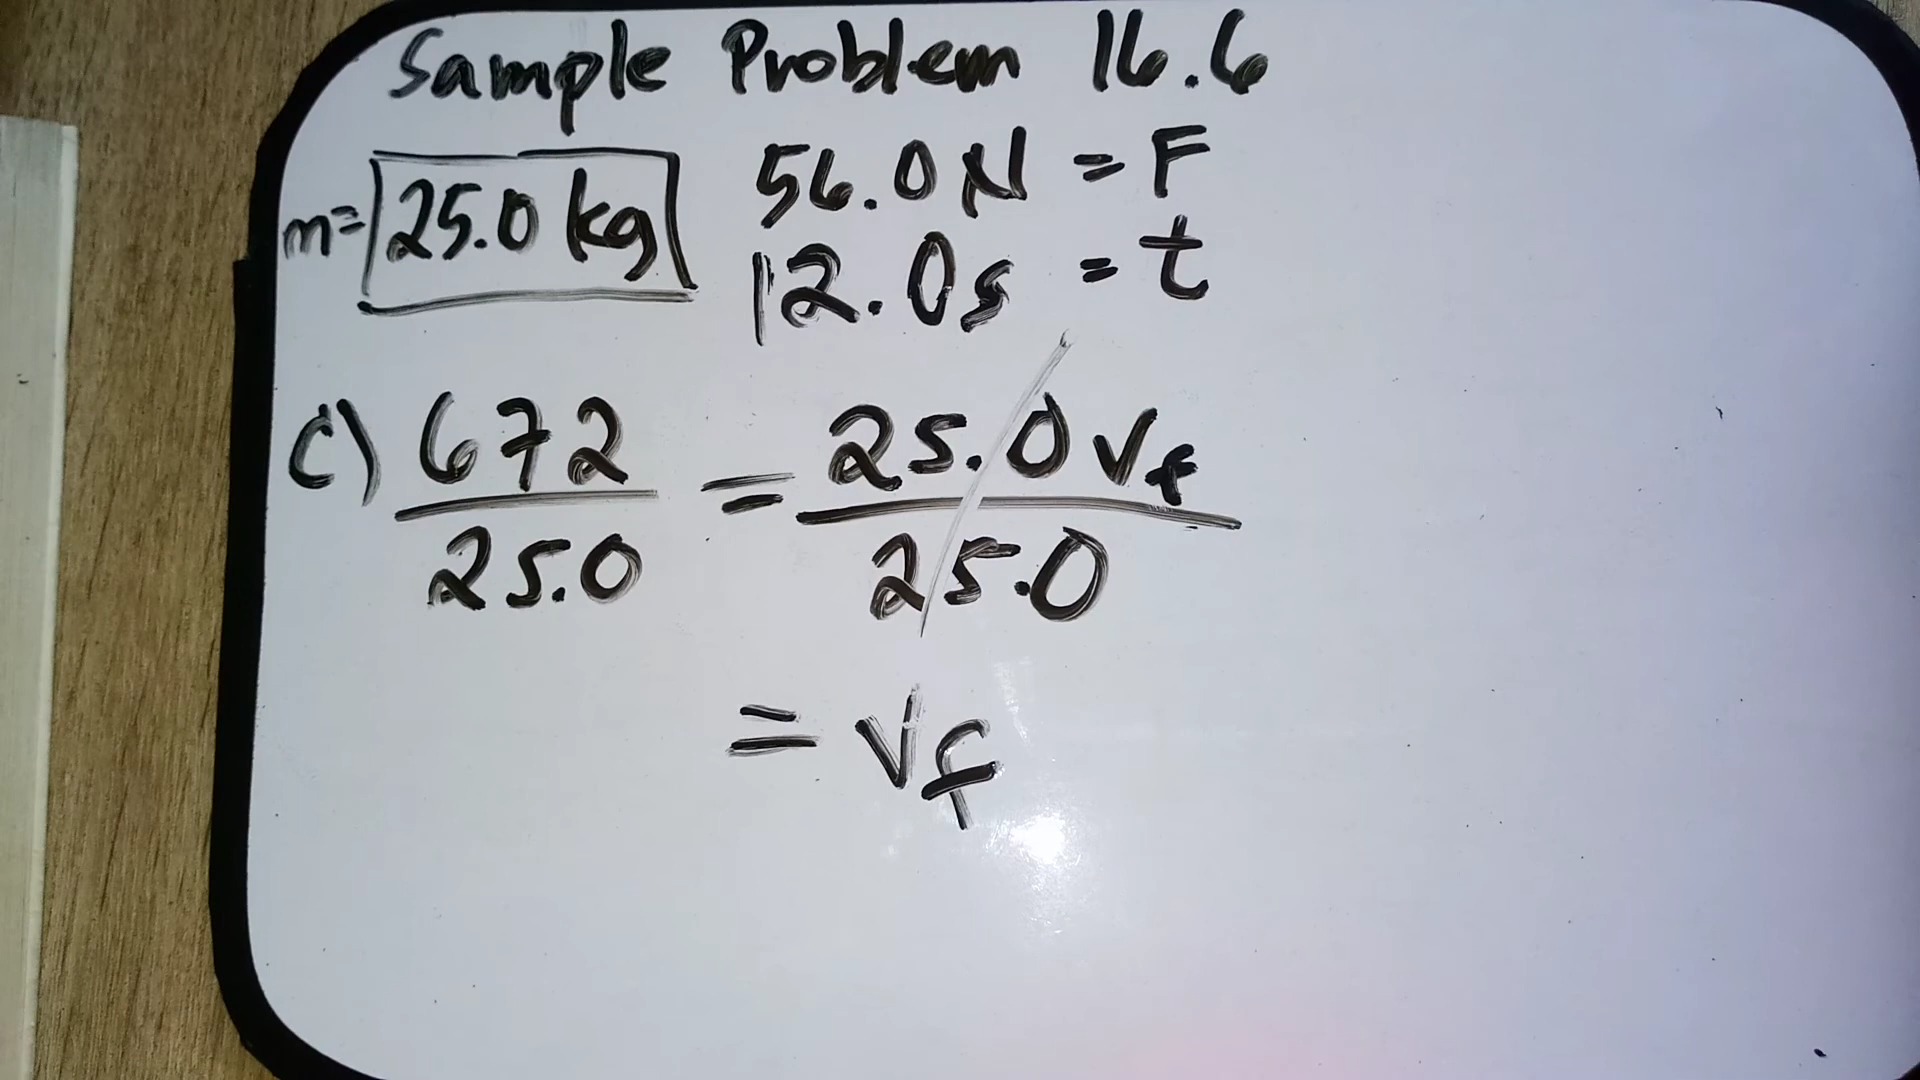 Sample Problem 16.6
m= 25.0 kg 56.0 N = F
12.0s = t
c) 672/25.0 = 25.0 Vf/25.0
= Vf